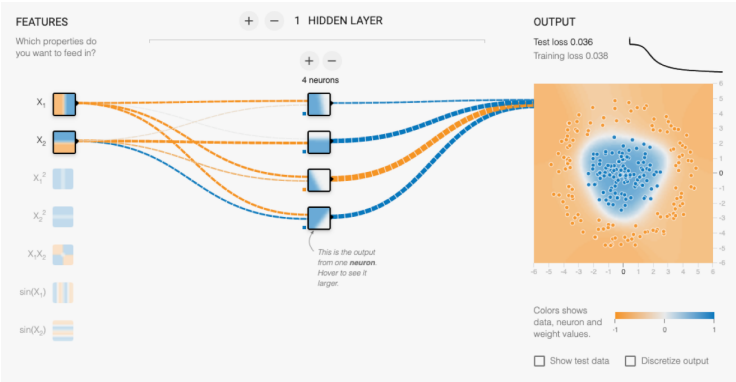 FEATURES
Which properties do
you want to feed in?
X1
X2
X1²
X2²
X1X2
sin(X1)
sin(X2)
+ − 1 HIDDEN LAYER
+ −
4 neurons
This is the output
from one neuron.
Hover to see it
larger.
OUTPUT
Test loss 0.036
Training loss 0.038
6
5
4
3
2
1
0
-1
-2
-3
-4
-5
-6
-6 -5 -4 -3 -2 -1 0 1 2 3 4 5 6
Colors shows
data, neuron and
weight values.
-1 0 1
Show test data
Discretize output